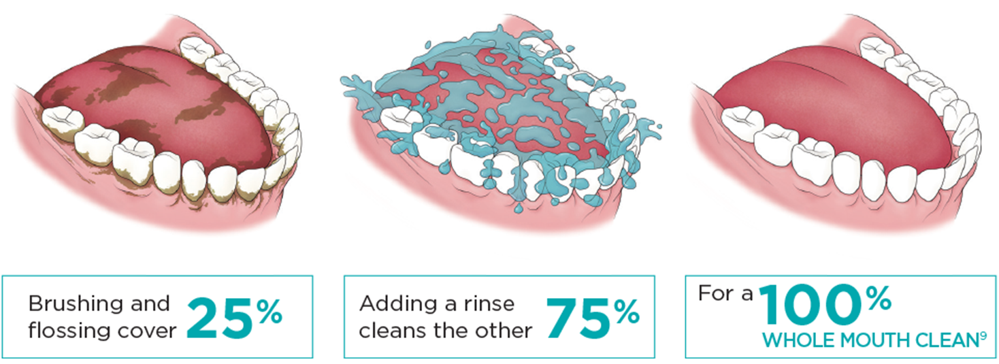 Brushing and
flossing cover 25%
Adding a rinse
cleans the other 75%
For a 100%
WHOLE MOUTH CLEAN⁹